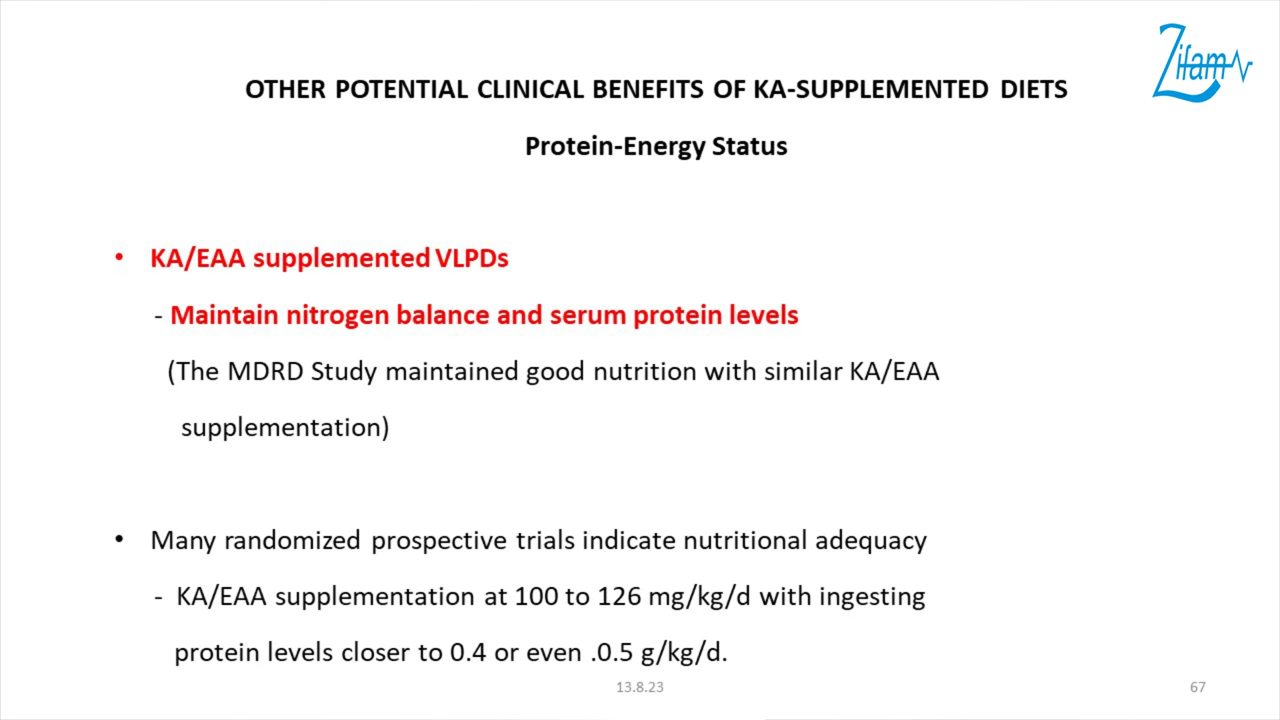 Zifam
OTHER POTENTIAL CLINICAL BENEFITS OF KA-SUPPLEMENTED DIETS
Protein-Energy Status
• KA/EAA supplemented VLPDs
- Maintain nitrogen balance and serum protein levels
(The MDRD Study maintained good nutrition with similar KA/EAA
supplementation)
• Many randomized prospective trials indicate nutritional adequacy
- KA/EAA supplementation at 100 to 126 mg/kg/d with ingesting
protein levels closer to 0.4 or even .0.5 g/kg/d.
13.8.23
67